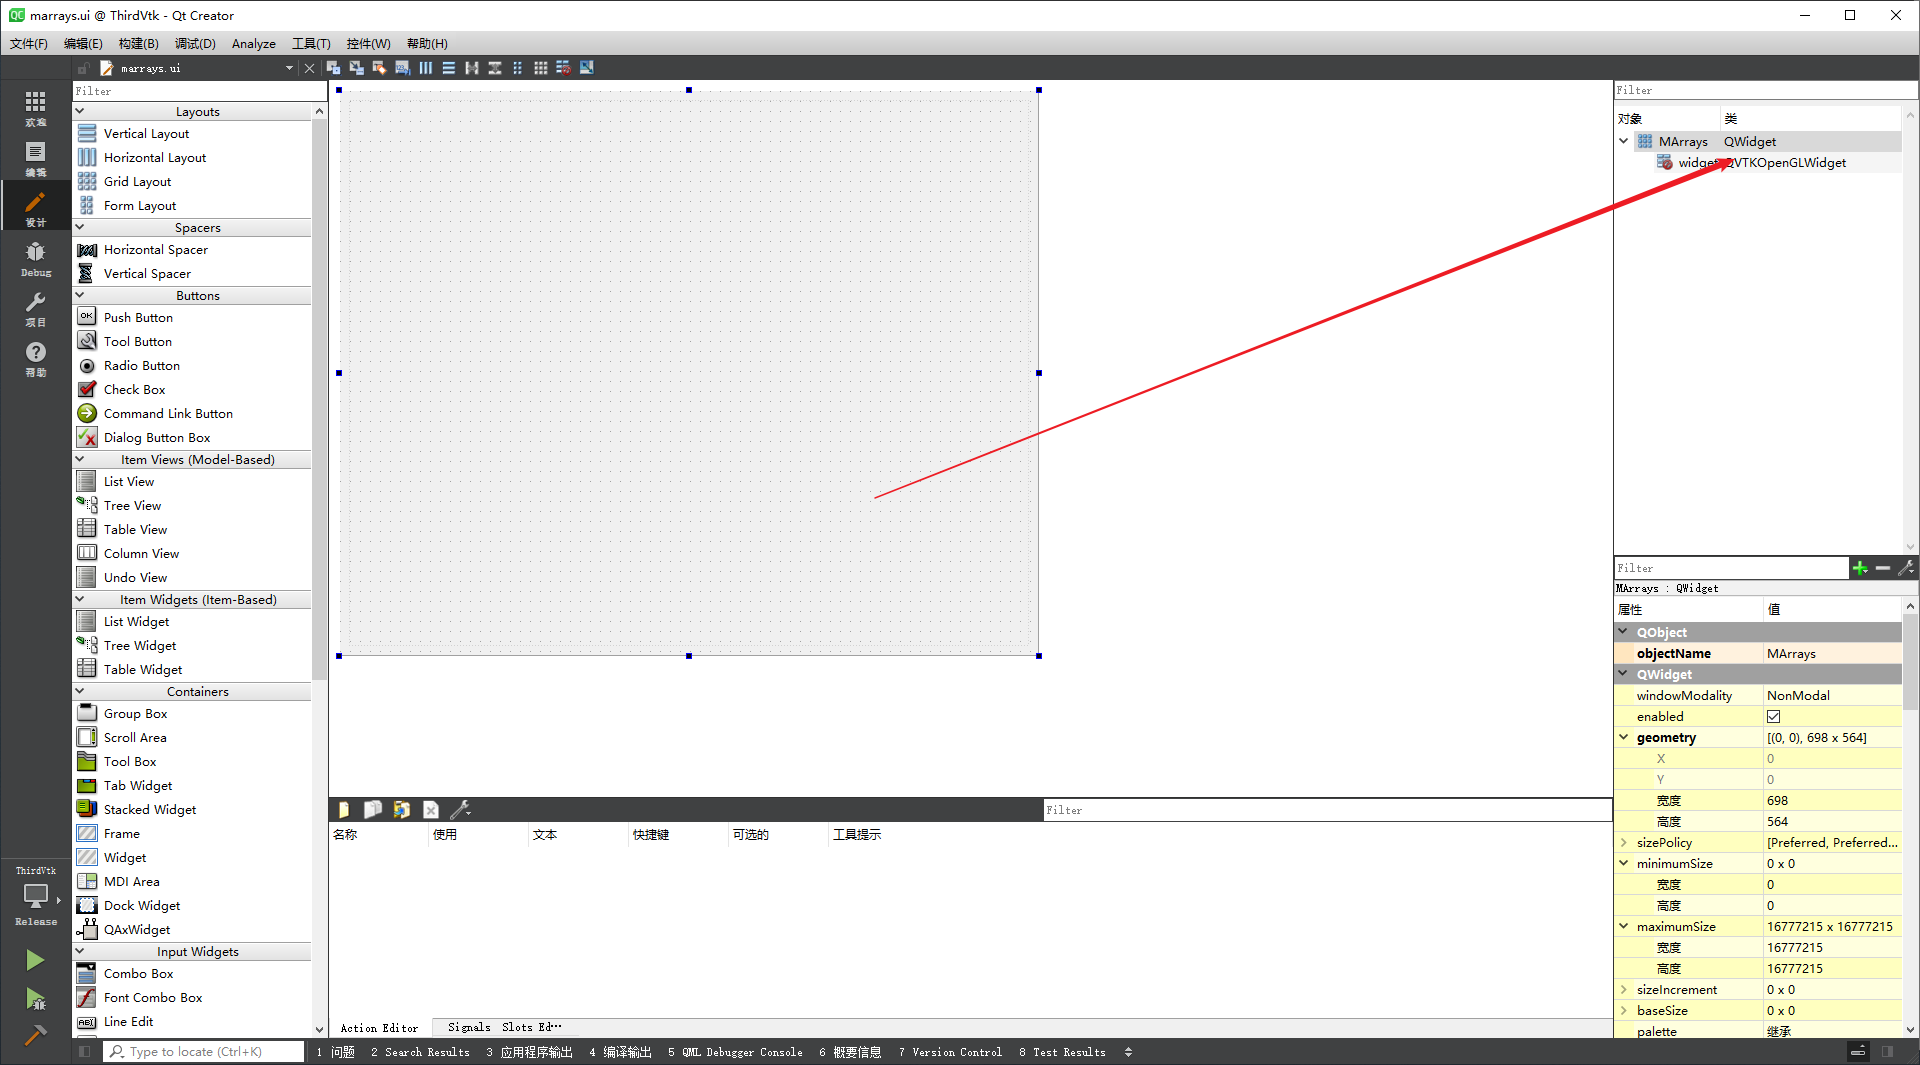 marrays.ui @ ThirdVtk - Qt Creator
文件(F) 编辑(E) 构建(B) 调试(D) Analyze 工具(T) 控件(W) 帮助(H)
marrays.ui
Filter
Layouts
Vertical Layout
Horizontal Layout
Grid Layout
Form Layout
Spacers
Horizontal Spacer
Vertical Spacer
Buttons
Push Button
Tool Button
Radio Button
Check Box
Command Link Button
Dialog Button Box
Item Views (Model-Based)
List View
Tree View
Table View
Column View
Undo View
Item Widgets (Item-Based)
List Widget
Tree Widget
Table Widget
Containers
Group Box
Scroll Area
Tool Box
Tab Widget
Stacked Widget
Frame
Widget
MDI Area
Dock Widget
QAxWidget
Input Widgets
Combo Box
Font Combo Box
Line Edit
欢迎
编辑
设计
Debug
项目
帮助
ThirdVtk
Release
Filter
名称 使用 文本 快捷键 可选的 工具提示
Action Editor Signals Slots Ed…
Filter
对象 类
MArrays QWidget
widget QVTKOpenGLWidget
Filter
MArrays : QWidget
属性 值
QObject
objectName MArrays
QWidget
windowModality NonModal
enabled
geometry [(0, 0), 698 x 564]
X 0
Y 0
宽度 698
高度 564
sizePolicy [Preferred, Preferred...
minimumSize 0 x 0
宽度 0
高度 0
maximumSize 16777215 x 16777215
宽度 16777215
高度 16777215
sizeIncrement 0 x 0
baseSize 0 x 0
palette 继承
Type to locate (Ctrl+K) 1 问题 2 Search Results 3 应用程序输出 4 编译输出 5 QML Debugger Console 6 概要信息 7 Version Control 8 Test Results